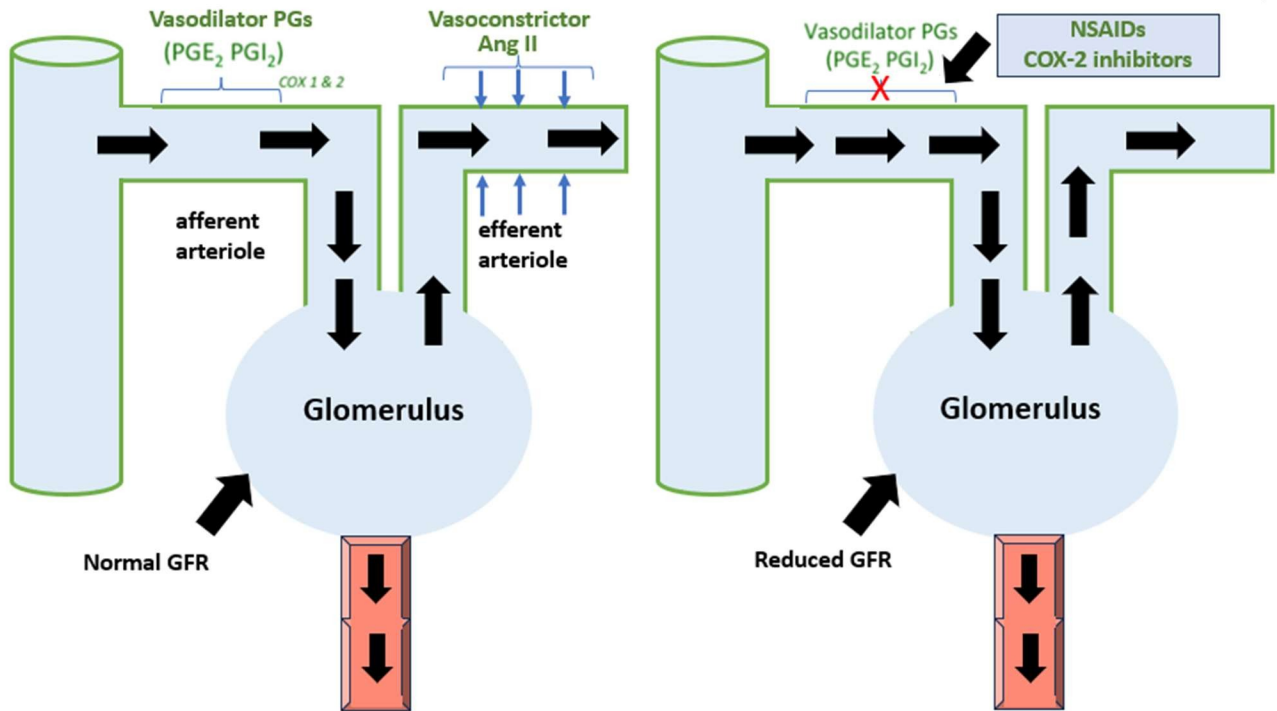 Vasodilator PGs
(PGE₂ PGI₂)
COX 1 & 2
Vasoconstrictor
Ang II
afferent
arteriole
efferent
arteriole
Glomerulus
Normal GFR
Vasodilator PGs
(PGE₂ PGI₂)
X
NSAIDs
COX-2 inhibitors
Glomerulus
Reduced GFR